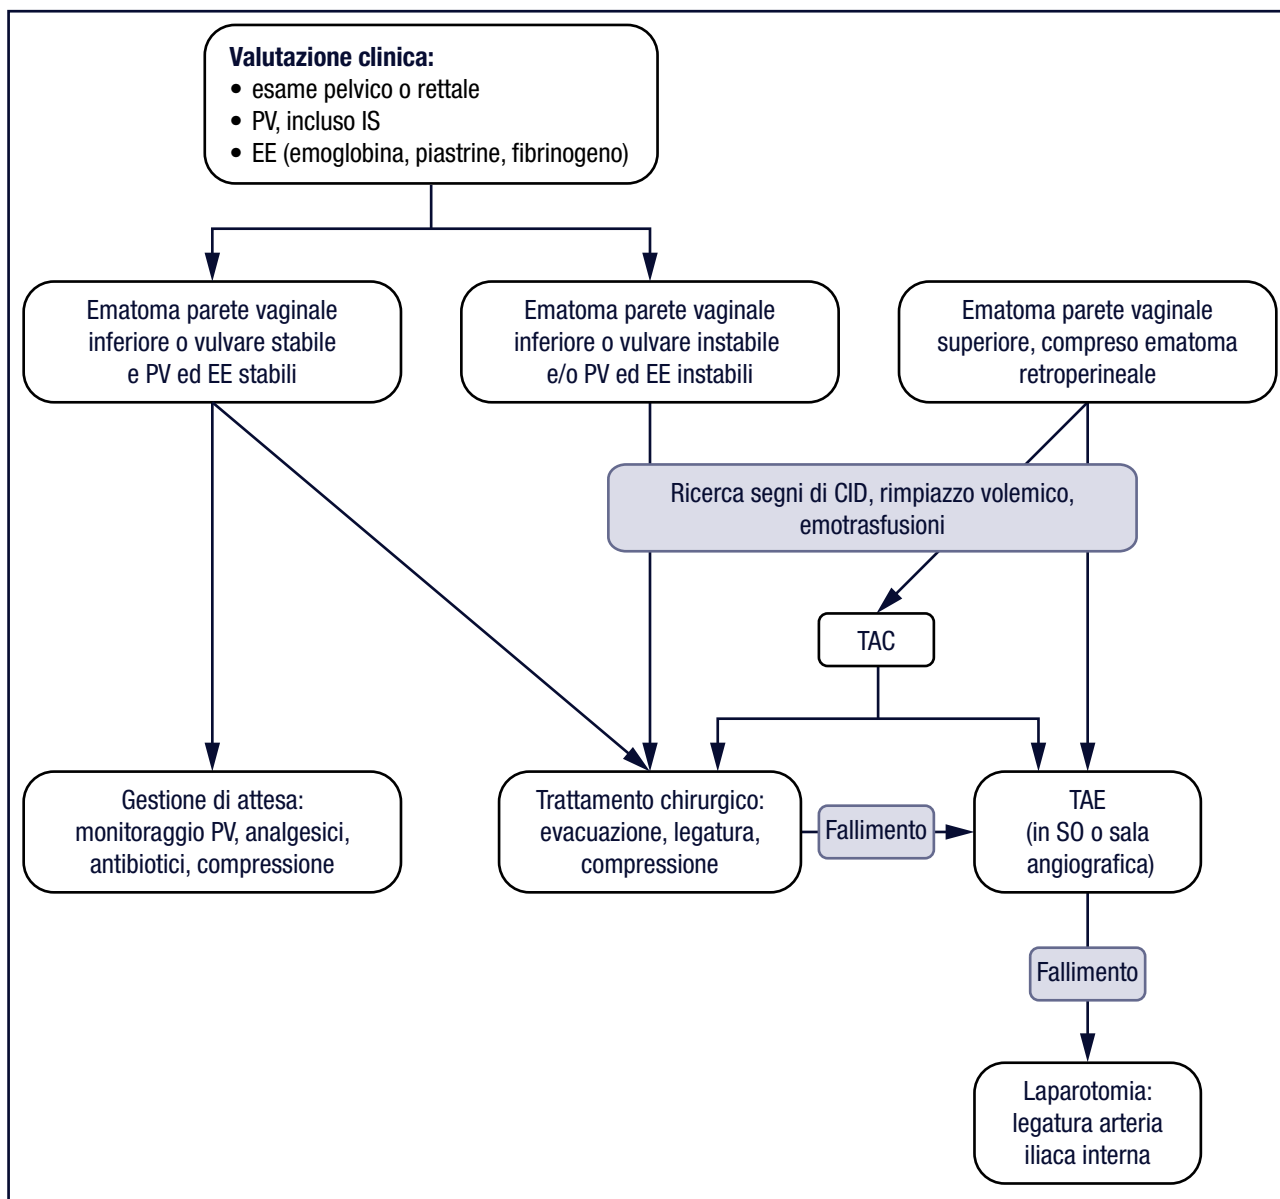 Valutazione clinica:
• esame pelvico o rettale
• PV, incluso IS
• EE (emoglobina, piastrine, fibrinogeno)
Ematoma parete vaginale
inferiore o vulvare stabile
e PV ed EE stabili
Ematoma parete vaginale
inferiore o vulvare instabile
e/o PV ed EE instabili
Ematoma parete vaginale
superiore, compreso ematoma
retroperineale
Ricerca segni di CID, rimpiazzo volemico,
emotrasfusioni
TAC
Gestione di attesa:
monitoraggio PV, analgesici,
antibiotici, compressione
Trattamento chirurgico:
evacuazione, legatura,
compressione
Fallimento
TAE
(in SO o sala
angiografica)
Fallimento
Laparotomia:
legatura arteria
iliaca interna